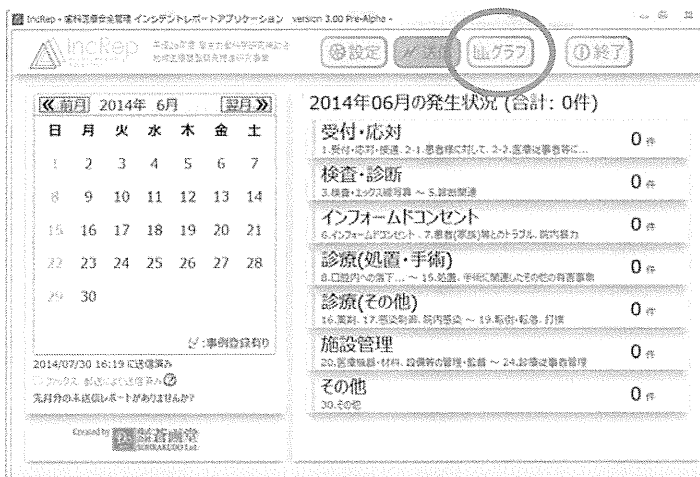 IncRep - 歯科医療安全管理 インシデントレポートアプリケーション version 3.00 Pre-Alpha -
IncRep
設定
グラフ
終了
前月 2014年 6月 翌月
日 月 火 水 木 金 土
1 2 3 4 5 6 7
8 9 10 11 12 13 14
15 16 17 18 19 20 21
22 23 24 25 26 27 28
29 30
:事例登録有り
2014/07/30 16:19 に送信済み
先月分の未送信レポートがありませんか?
Created by
蒼画堂
2014年06月の発生状況 (合計: 0件)
受付・応対 0 件
1.受付・応対・接遇, 2-1.患者様に対して, 2-2.医療従事者等に...
検査・診断 0 件
3.検査・エックス線写真 ~ 5.診断関連
インフォームドコンセント 0 件
6.インフォームドコンセント, 7.患者(家族)等とのトラブル, 院内暴力
診療(処置・手術) 0 件
8.口腔内への落下... ~ 15.処置、手術に関連したその他の有害事象
診療(その他) 0 件
16.薬剤, 17.感染制御、院内感染 ~ 19.転倒・転落、打撲
施設管理 0 件
20.医療機器・材料、設備等の管理・監督 ~ 24.診療従事者管理
その他 0 件
30.その他